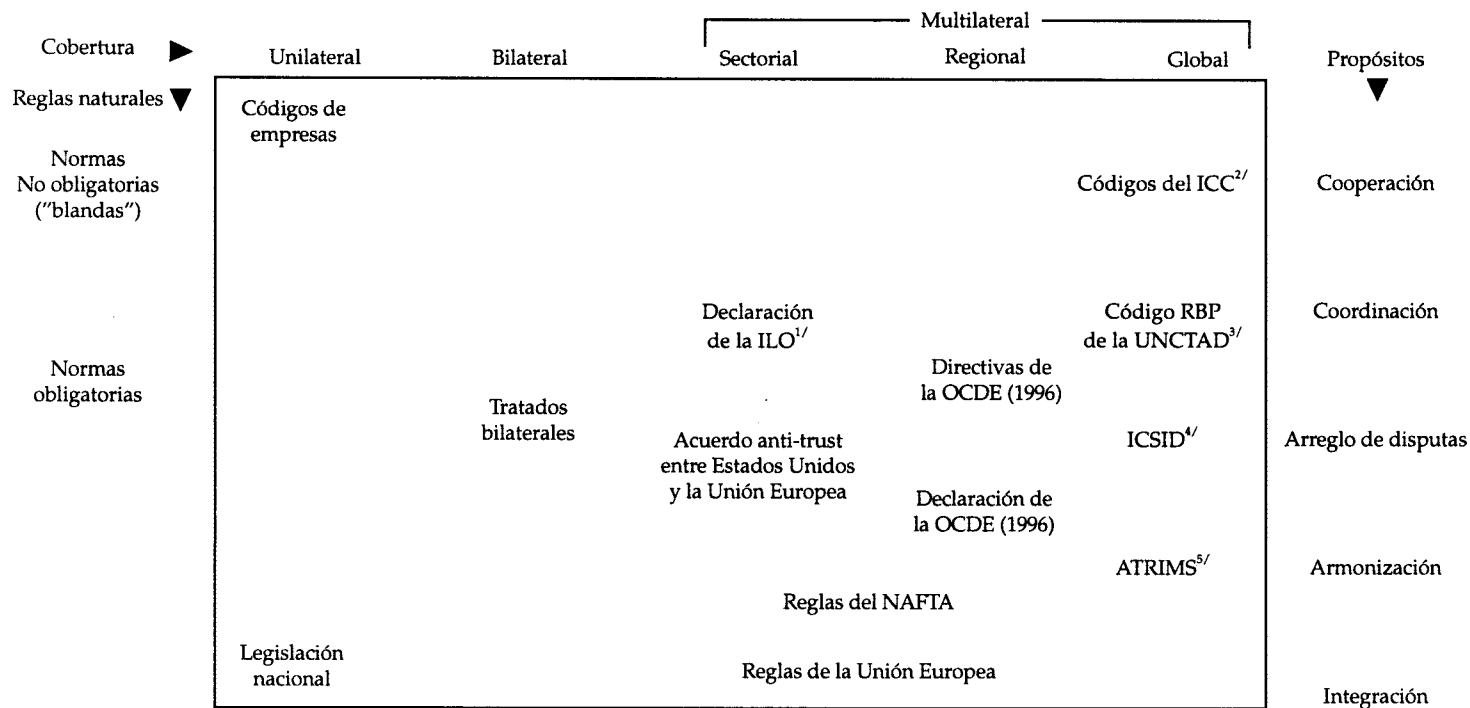 Multilateral
Cobertura ►
Unilateral
Bilateral
Sectorial
Regional
Global
Propósitos
▼
Reglas naturales ▼
Códigos de
empresas
Normas
No obligatorias
("blandas")
Códigos del ICC2/
Cooperación
Declaración
de la ILO1/
Código RBP
de la UNCTAD3/
Coordinación
Normas
obligatorias
Directivas de
la OCDE (1996)
Tratados
bilaterales
Acuerdo anti-trust
entre Estados Unidos
y la Unión Europea
ICSID4/
Arreglo de disputas
Declaración de
la OCDE (1996)
ATRIMS5/
Armonización
Reglas del NAFTA
Legislación
nacional
Reglas de la Unión Europea
Integración